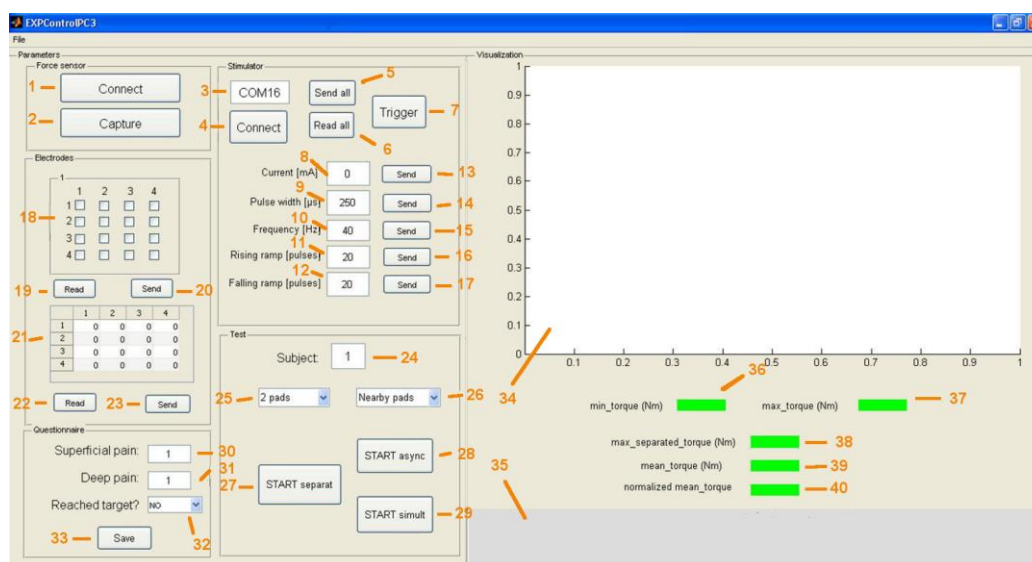 EXPControlPC3
File
Parameters
Force sensor
1 Connect
2 Capture
Stimulator
3 COM16 Send all 5
4 Connect Read all 6 Trigger 7
8 Current [mA] 0 Send 13
9 Pulse width [µs] 250 Send 14
10 Frequency [Hz] 40 Send 15
11 Rising ramp [pulses] 20 Send 16
12 Falling ramp [pulses] 20 Send 17
Electrodes
1
1 2 3 4
1
18 2
3
4
19 Read Send 20
1 2 3 4
1 0 0 0 0
21 2 0 0 0 0
3 0 0 0 0
4 0 0 0 0
22 Read 23 Send
Questionnaire
Superficial pain: 1 30
Deep pain: 1 31
Reached target? NO 32
33 Save
Test
Subject: 1 24
25 2 pads Nearby pads 26
START async 28
27 START separat
START simult 29
Visualization
1
0.9
0.8
0.7
0.6
0.5
0.4
0.3
0.2
0.1
0
0.1 0.2 0.3 0.4 0.5 0.6 0.7 0.8 0.9 1
34
36
min_torque (Nm) max_torque (Nm) 37
max_separated_torque (Nm) 38
mean_torque (Nm) 39
normalized mean_torque 40
35